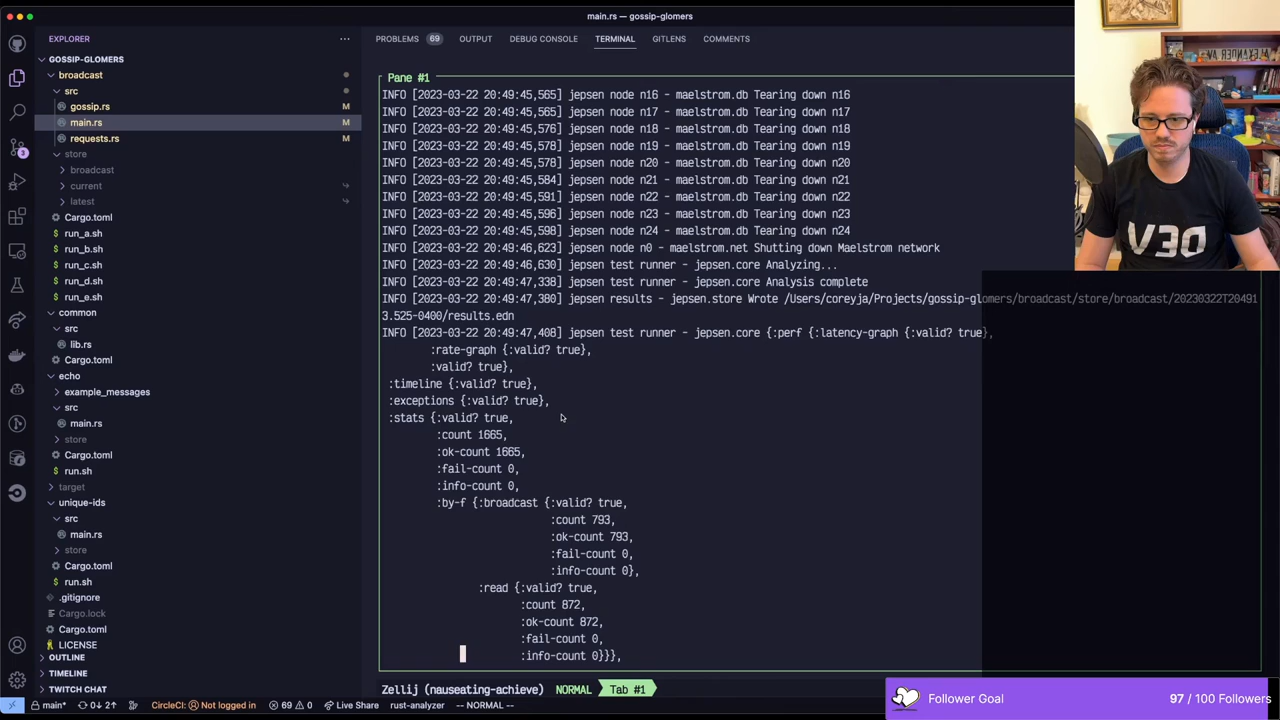 main.rs — gossip-glomers
EXPLORER
PROBLEMS 69 OUTPUT DEBUG CONSOLE TERMINAL GITLENS COMMENTS
GOSSIP-GLOMERS
broadcast
src
gossip.rs M
main.rs M
requests.rs M
store
broadcast
current
latest
Cargo.toml
run_a.sh
run_b.sh
run_c.sh
run_d.sh
run_e.sh
common
src
lib.rs
Cargo.toml
echo
example_messages
src
main.rs
store
Cargo.toml
run.sh
target
unique-ids
src
main.rs
store
Cargo.toml
run.sh
.gitignore
Cargo.lock
Cargo.toml
LICENSE
OUTLINE
TIMELINE
TWITCH CHAT
3
Pane #1
INFO [2023-03-22 20:49:45,565] jepsen node n16 - maelstrom.db Tearing down n16
INFO [2023-03-22 20:49:45,565] jepsen node n17 - maelstrom.db Tearing down n17
INFO [2023-03-22 20:49:45,576] jepsen node n18 - maelstrom.db Tearing down n18
INFO [2023-03-22 20:49:45,578] jepsen node n19 - maelstrom.db Tearing down n19
INFO [2023-03-22 20:49:45,578] jepsen node n20 - maelstrom.db Tearing down n20
INFO [2023-03-22 20:49:45,584] jepsen node n21 - maelstrom.db Tearing down n21
INFO [2023-03-22 20:49:45,591] jepsen node n22 - maelstrom.db Tearing down n22
INFO [2023-03-22 20:49:45,596] jepsen node n23 - maelstrom.db Tearing down n23
INFO [2023-03-22 20:49:45,598] jepsen node n24 - maelstrom.db Tearing down n24
INFO [2023-03-22 20:49:46,623] jepsen node n0 - maelstrom.net Shutting down Maelstrom network
INFO [2023-03-22 20:49:46,630] jepsen test runner - jepsen.core Analyzing...
INFO [2023-03-22 20:49:47,338] jepsen test runner - jepsen.core Analysis complete
INFO [2023-03-22 20:49:47,380] jepsen results - jepsen.store Wrote /Users/coreyja/Projects/gossip-glomers/broadcast/store/broadcast/20230322T20491
3.525-0400/results.edn
INFO [2023-03-22 20:49:47,408] jepsen test runner - jepsen.core {:perf {:latency-graph {:valid? true},
:rate-graph {:valid? true},
:valid? true},
:timeline {:valid? true},
:exceptions {:valid? true},
:stats {:valid? true,
:count 1665,
:ok-count 1665,
:fail-count 0,
:info-count 0,
:by-f {:broadcast {:valid? true,
:count 793,
:ok-count 793,
:fail-count 0,
:info-count 0},
:read {:valid? true,
:count 872,
:ok-count 872,
:fail-count 0,
:info-count 0}}},
Zellij (nauseating-achieve) NORMAL Tab #1
main* 0↓ 2↑ CircleCI: Not logged in 69 0 Live Share rust-analyzer -- NORMAL --
V3D
Follower Goal 97 / 100 Followers